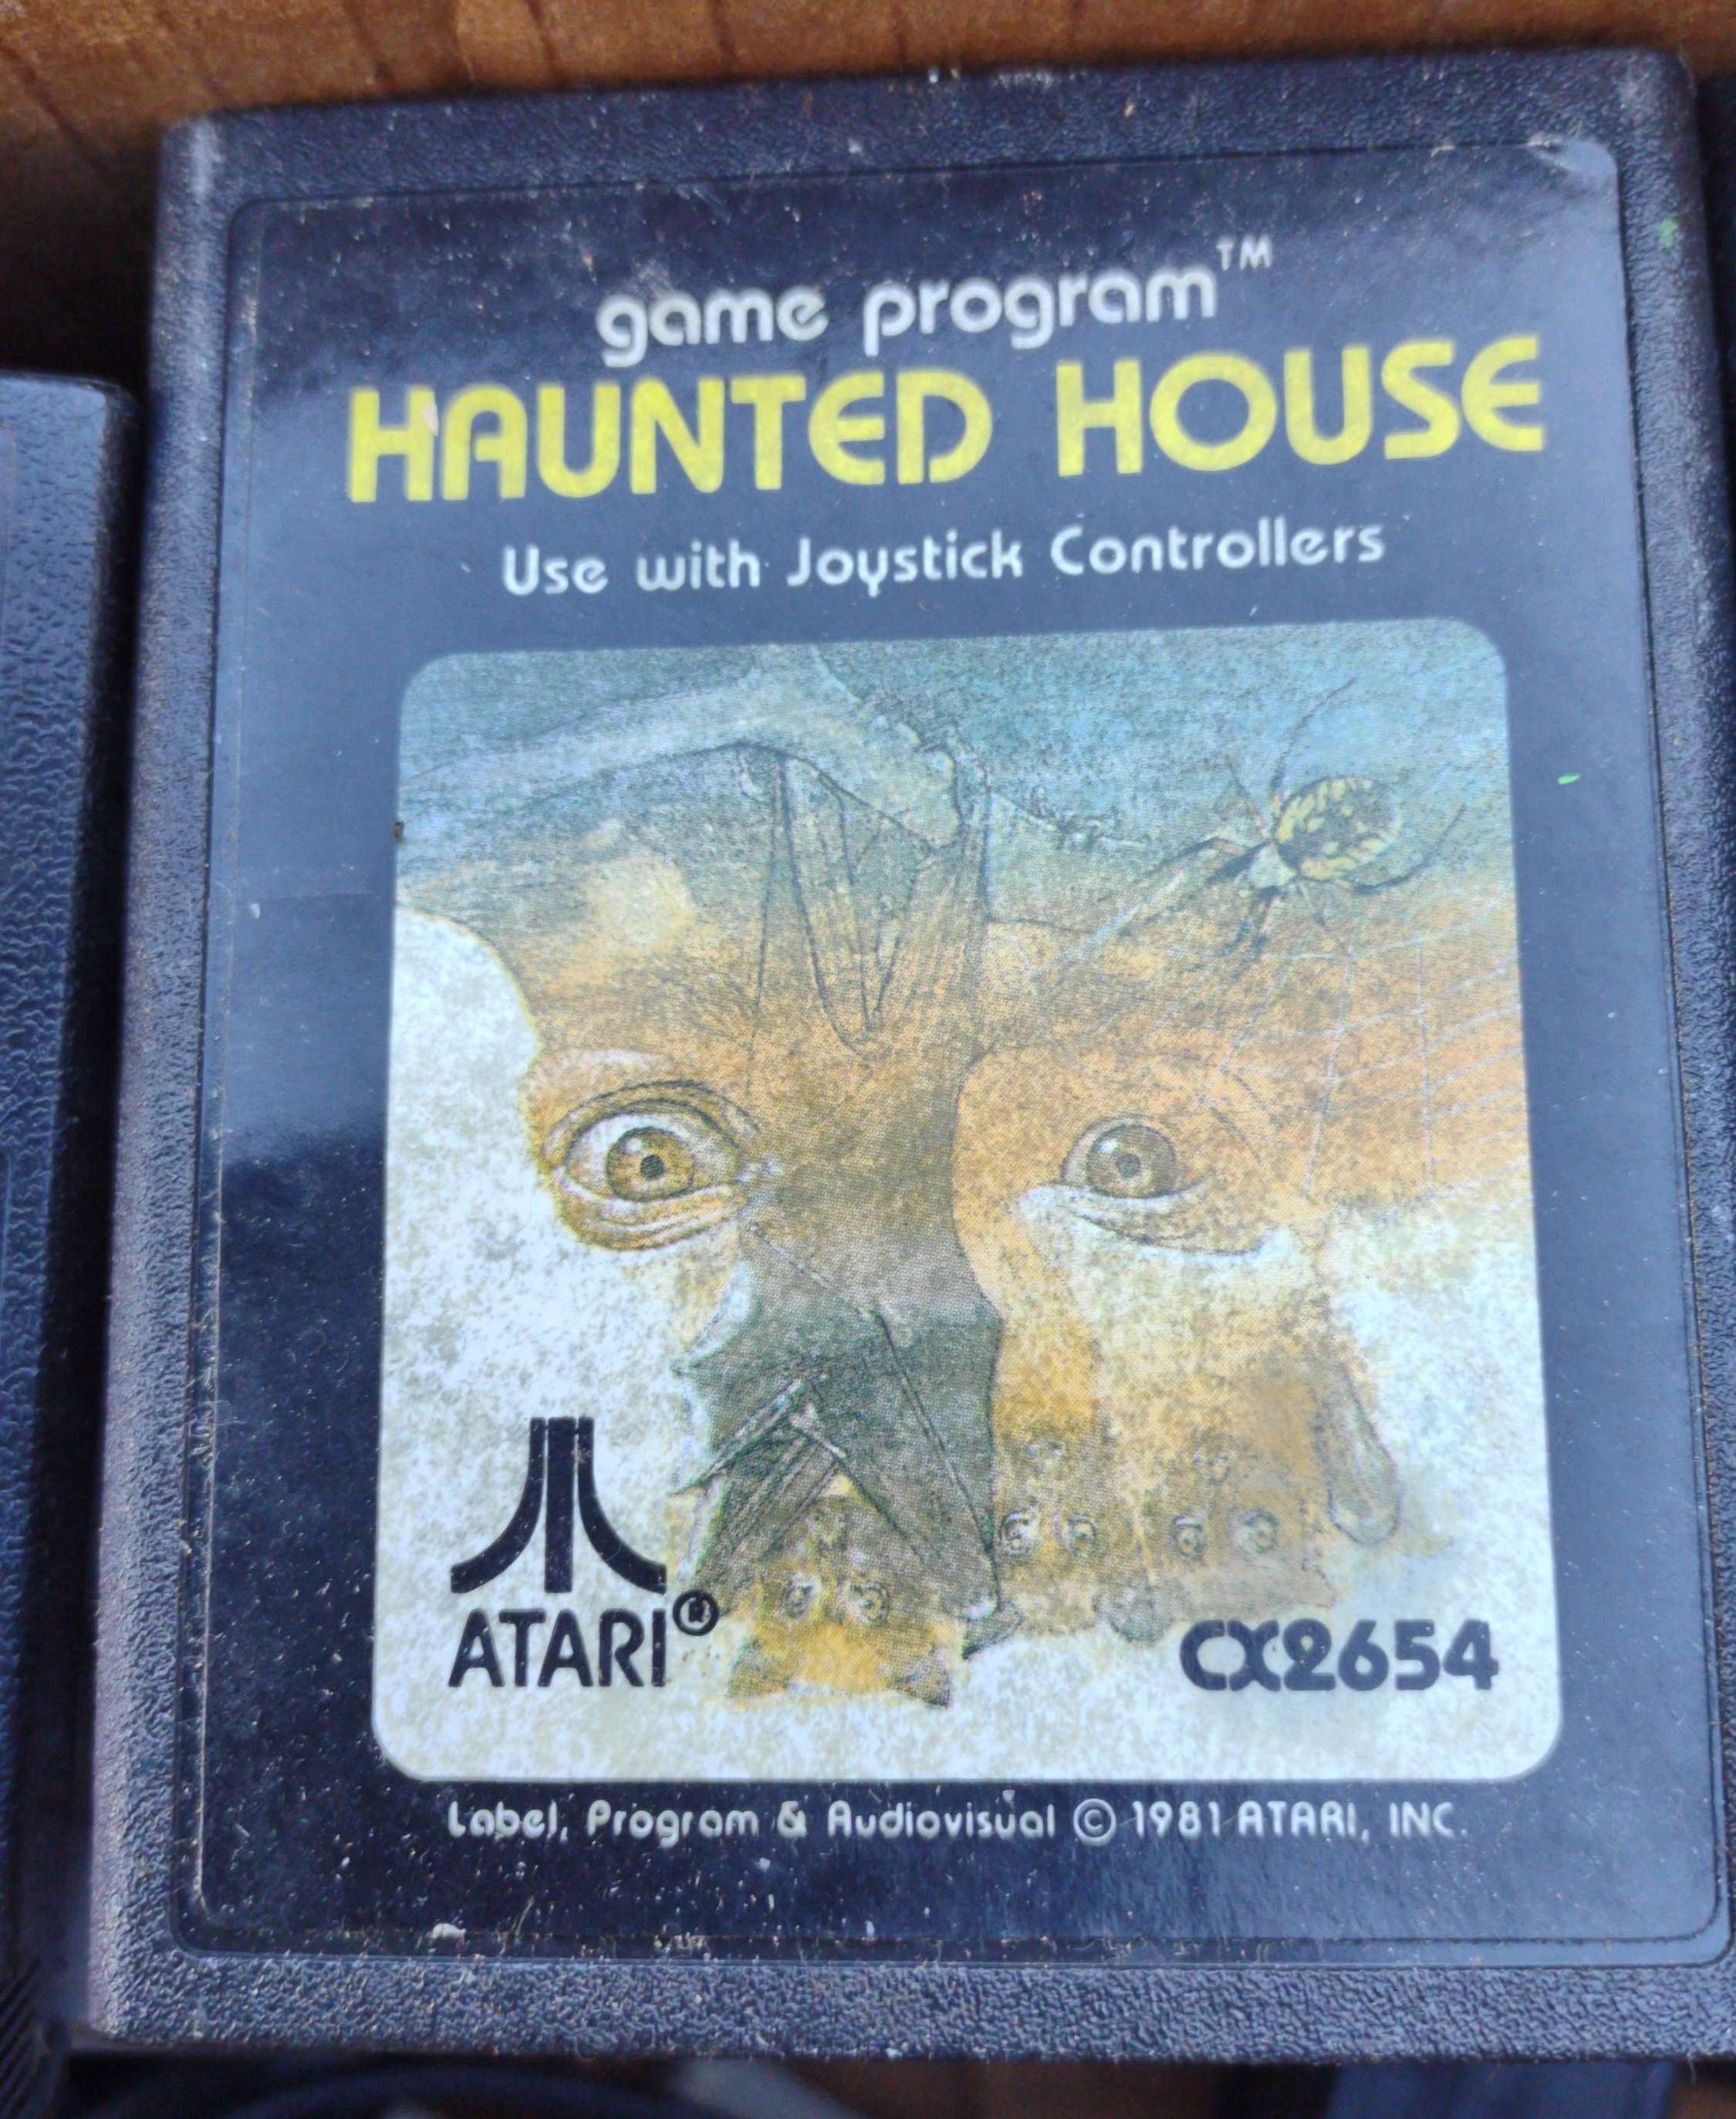 game program™
HAUNTED HOUSE
Use with Joystick Controllers
ATARI®
CX2654
Label, Program & Audiovisual © 1981 ATARI, INC.